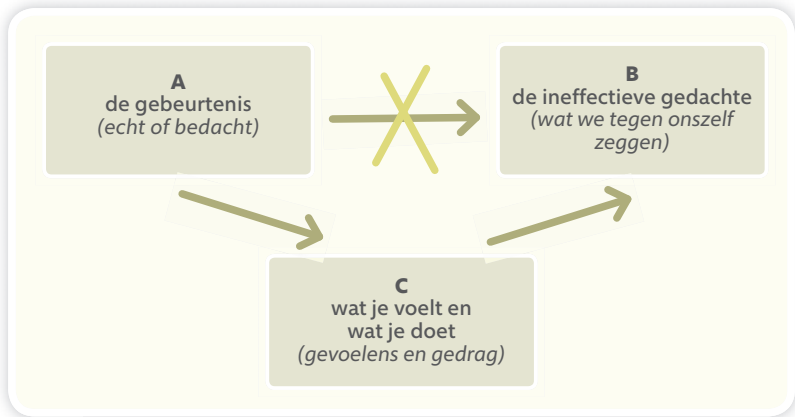 A
de gebeurtenis
(echt of bedacht)
B
de ineffectieve gedachte
(wat we tegen onszelf
zeggen)
C
wat je voelt en
wat je doet
(gevoelens en gedrag)